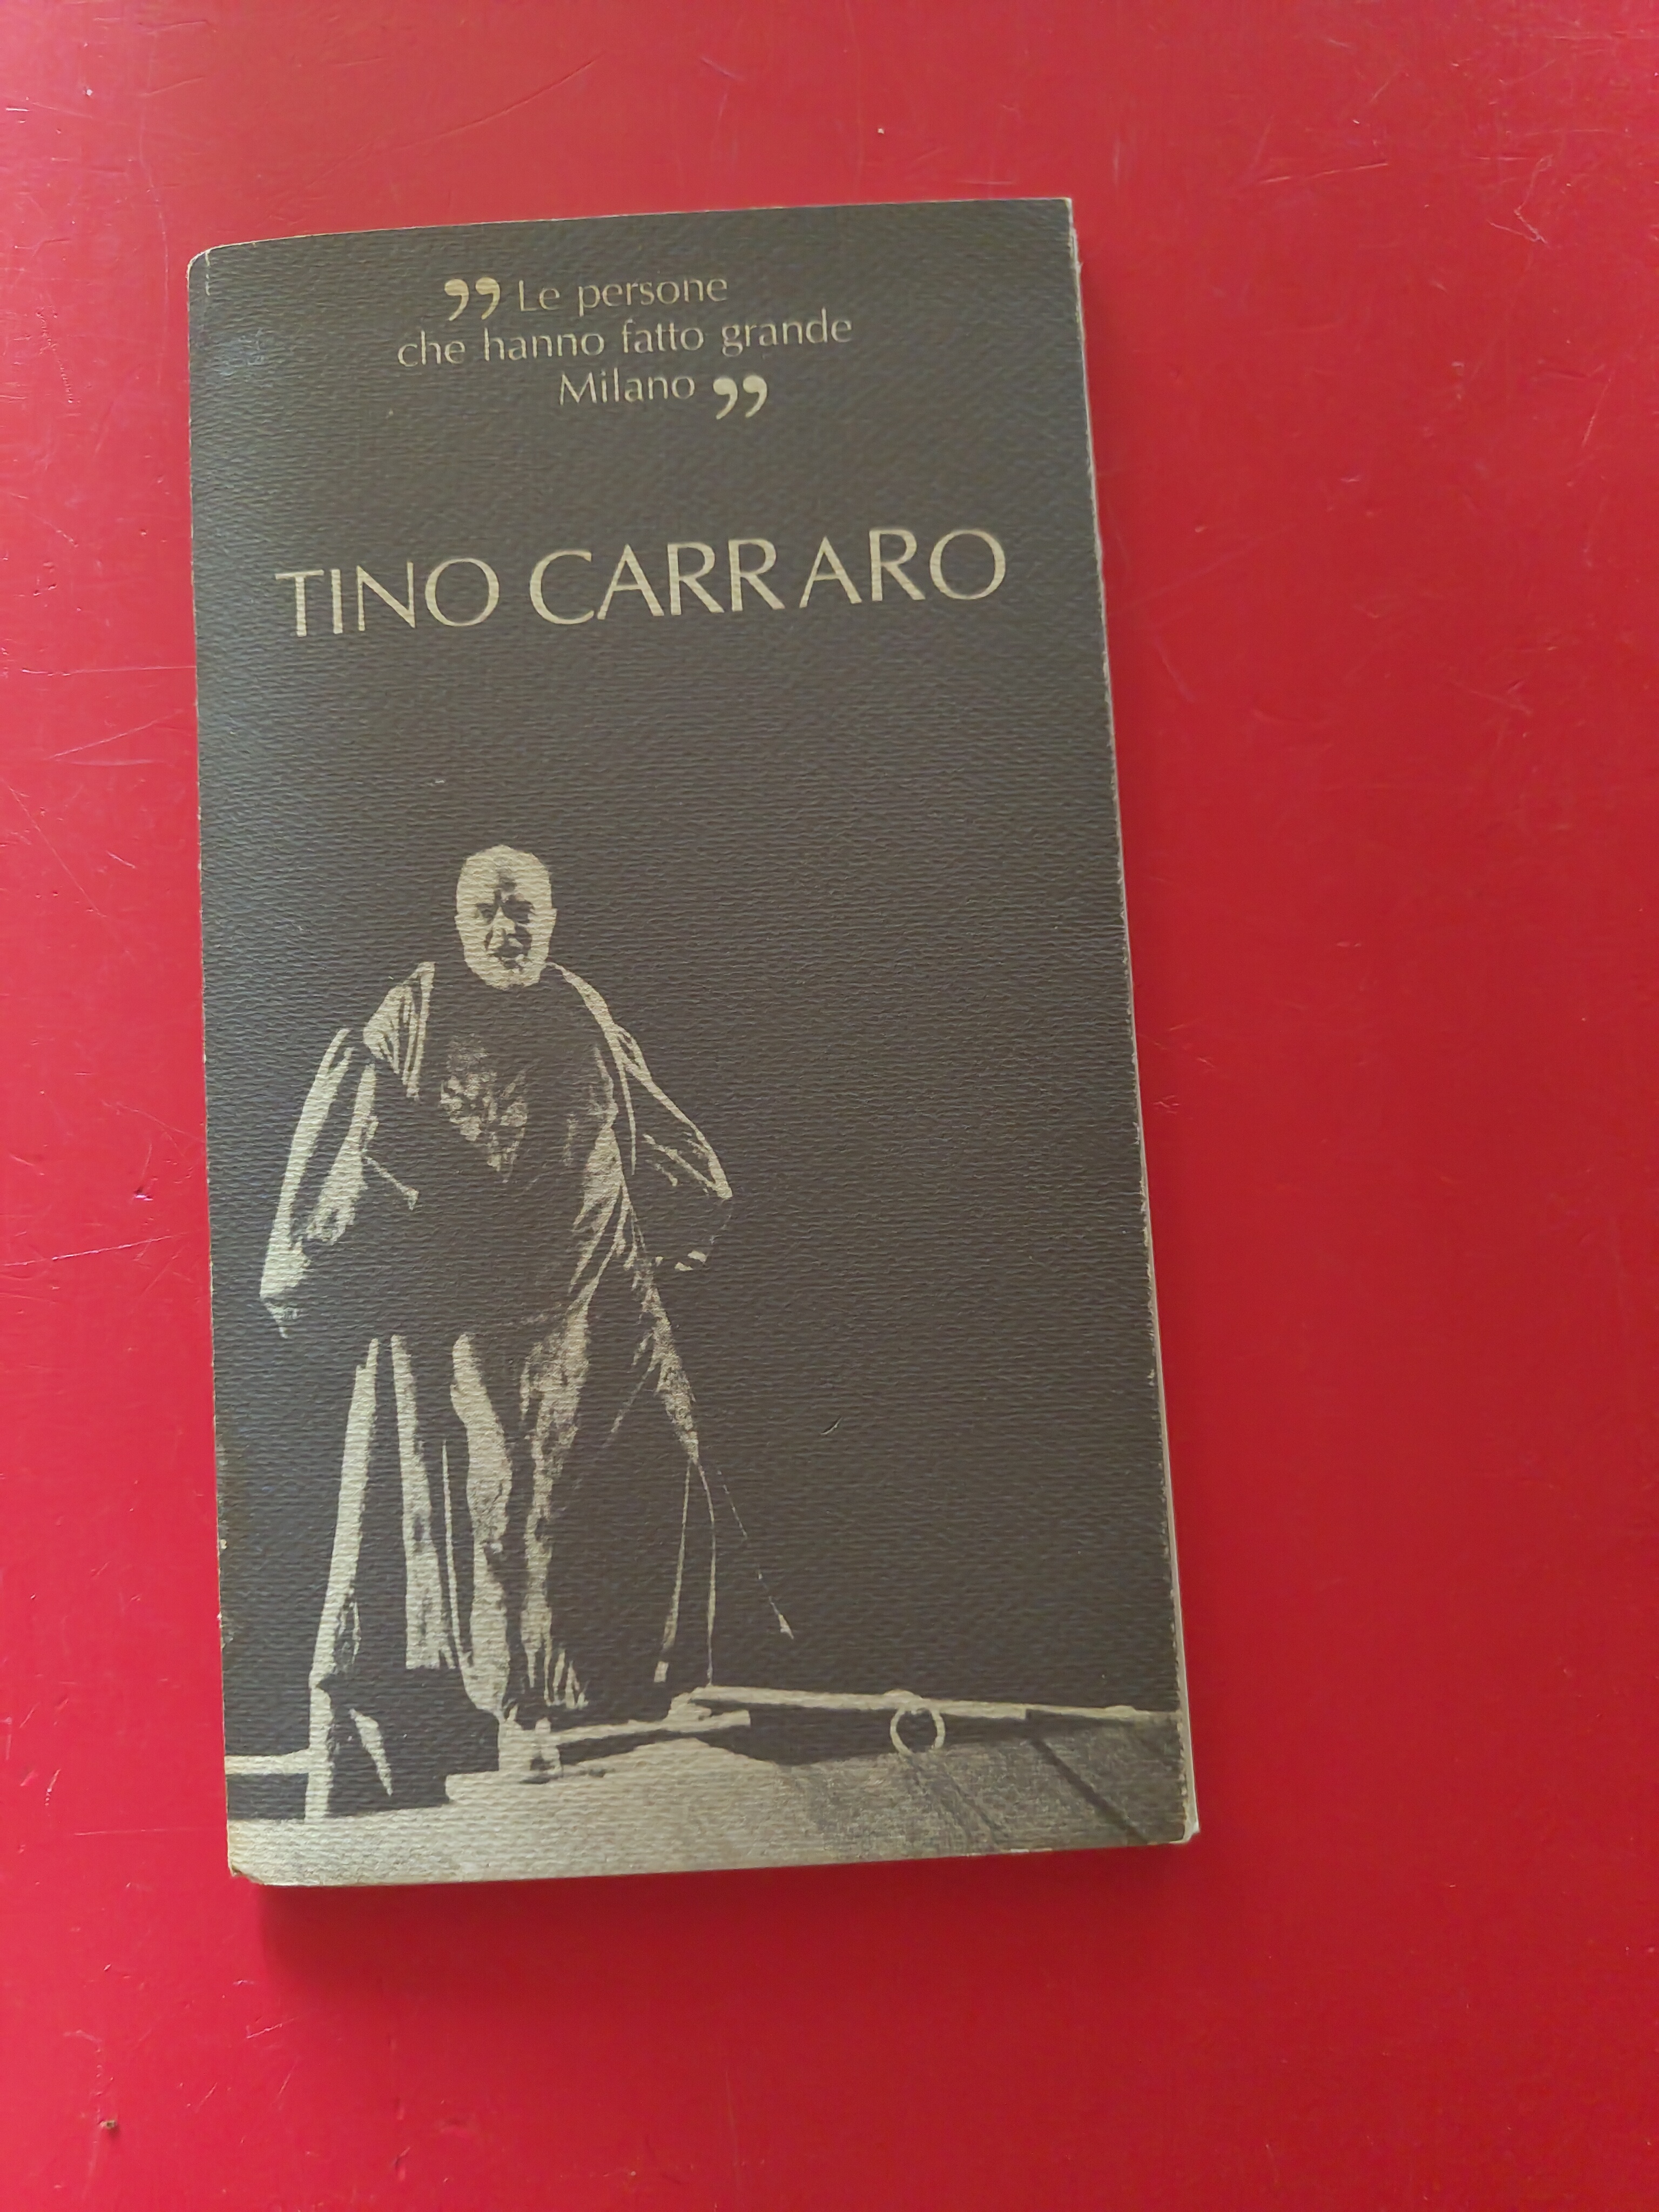 ” Le persone
che hanno fatto grande
Milano ”
TINO CARRARO